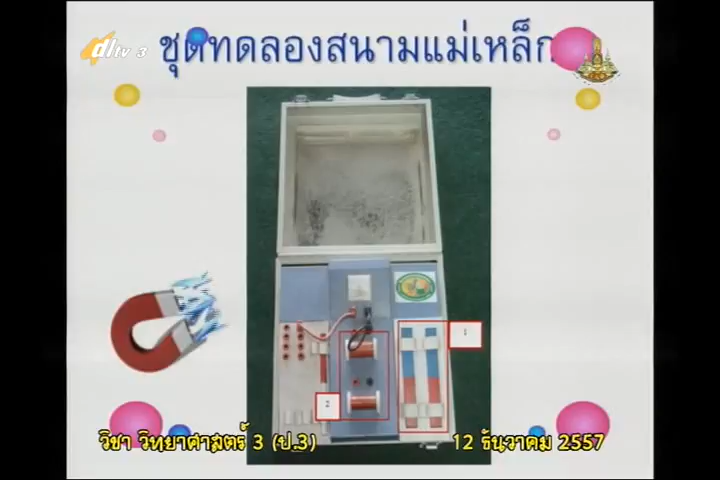 dltv 3
ชุดทดลองสนามแม่เหล็ก
1
2
วิชา วิทยาศาสตร์ 3 (ป.3)
12 ธันวาคม 2557